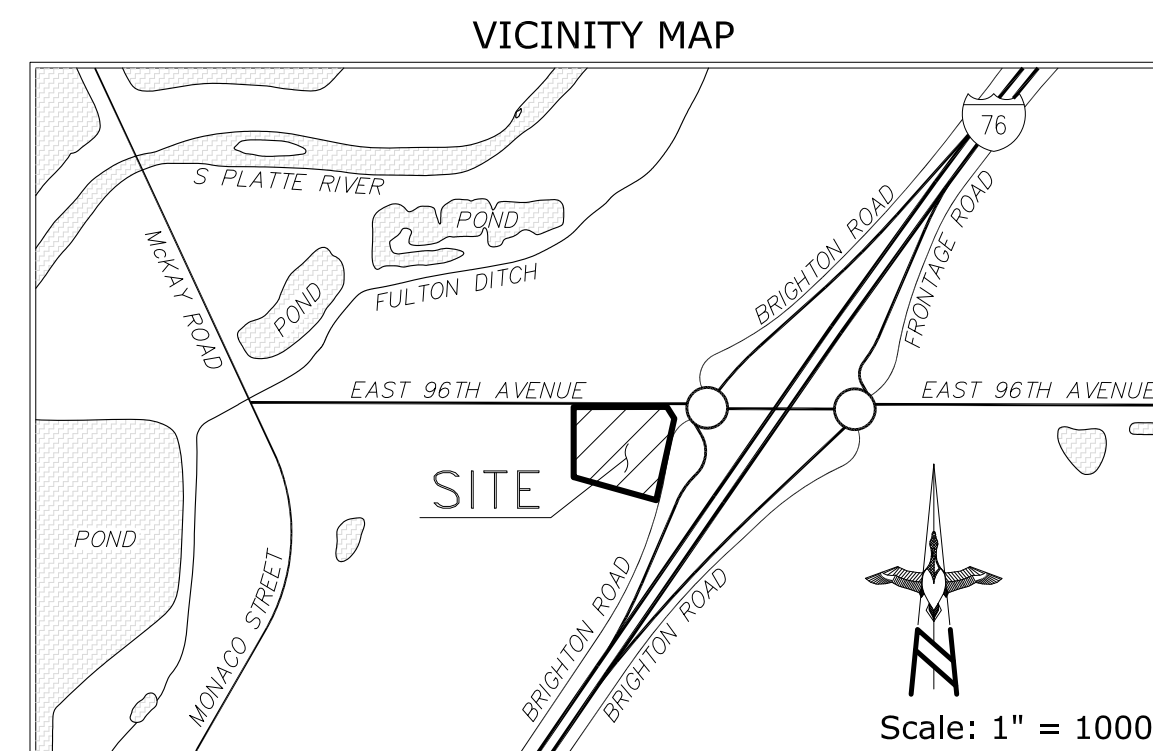 VICINITY MAP
76
S PLATTE RIVER
POND
BRIGHTON ROAD
FRONTAGE ROAD
McKAY ROAD
FULTON DITCH
POND
EAST 96TH AVENUE
EAST 96TH AVENUE
SITE
POND
MONACO STREET
BRIGHTON ROAD
BRIGHTON ROAD
N
Scale: 1" = 1000